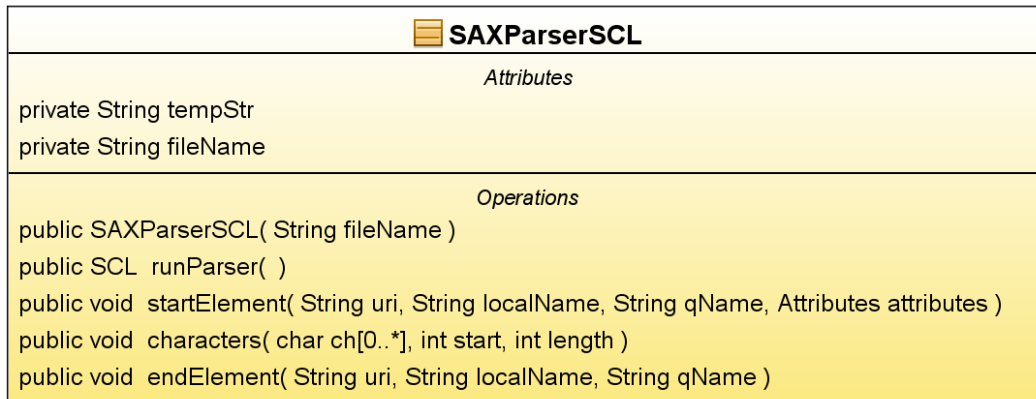 SAXParserSCL
Attributes
private String tempStr
private String fileName
Operations
public SAXParserSCL( String fileName )
public SCL  runParser(  )
public void  startElement( String uri, String localName, String qName, Attributes attributes )
public void  characters( char ch[0..*], int start, int length )
public void  endElement( String uri, String localName, String qName )